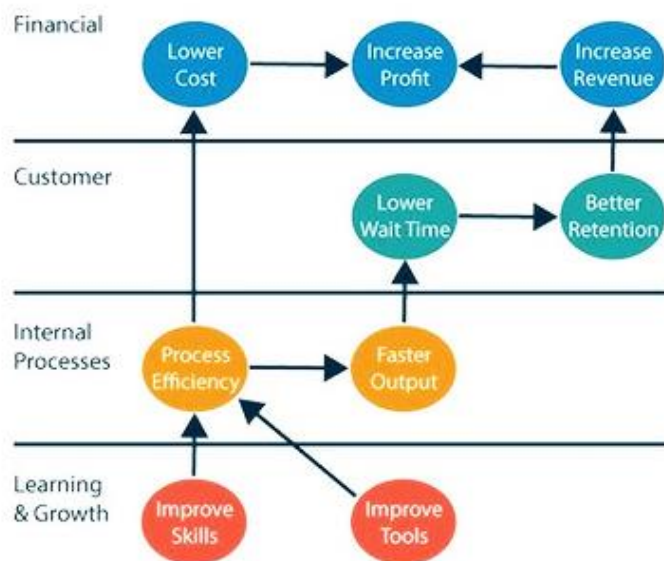 Financial
Lower
Cost
Increase
Profit
Increase
Revenue
Customer
Lower
Wait Time
Better
Retention
Internal
Processes
Process
Efficiency
Faster
Output
Learning
& Growth
Improve
Skills
Improve
Tools